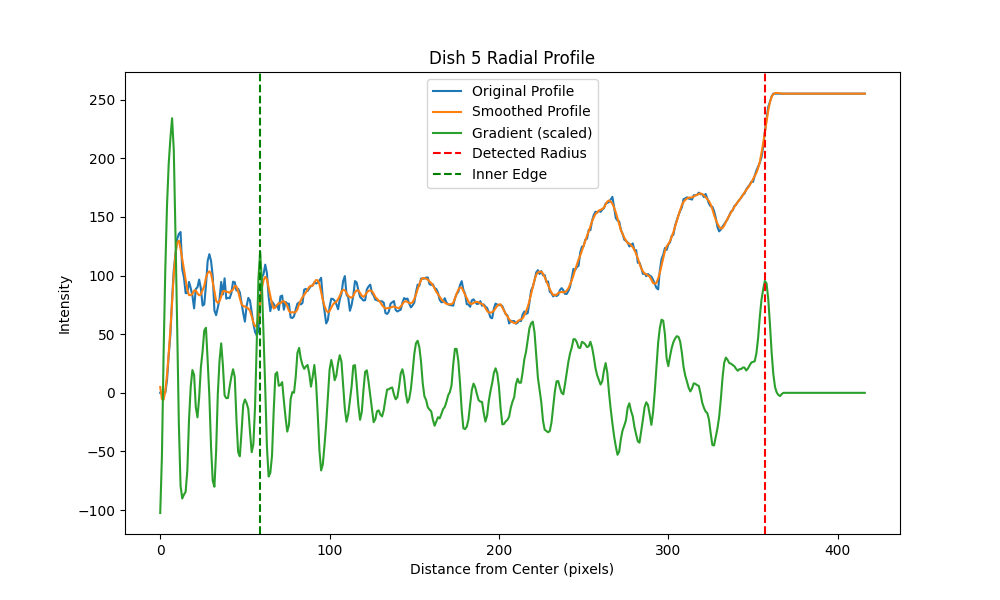 Dish 5 Radial Profile
Original Profile
Smoothed Profile
Gradient (scaled)
Detected Radius
Inner Edge
250
200
150
100
50
0
−50
−100
Intensity
0 100 200 300 400
Distance from Center (pixels)